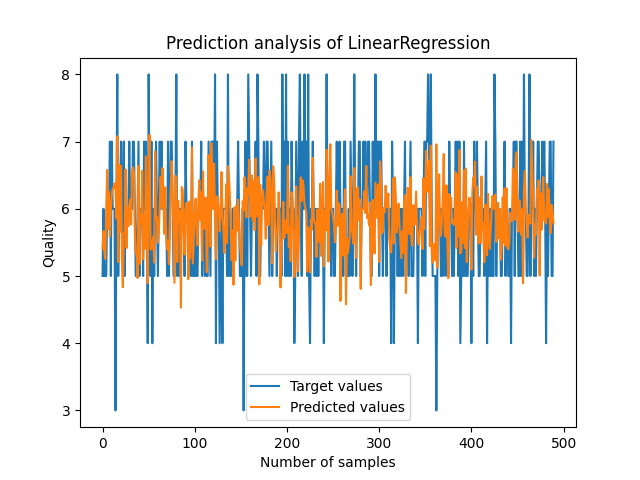 Prediction analysis of LinearRegression
8
7
6
5
4
3
Quality
Target values
Predicted values
0 100 200 300 400 500
Number of samples